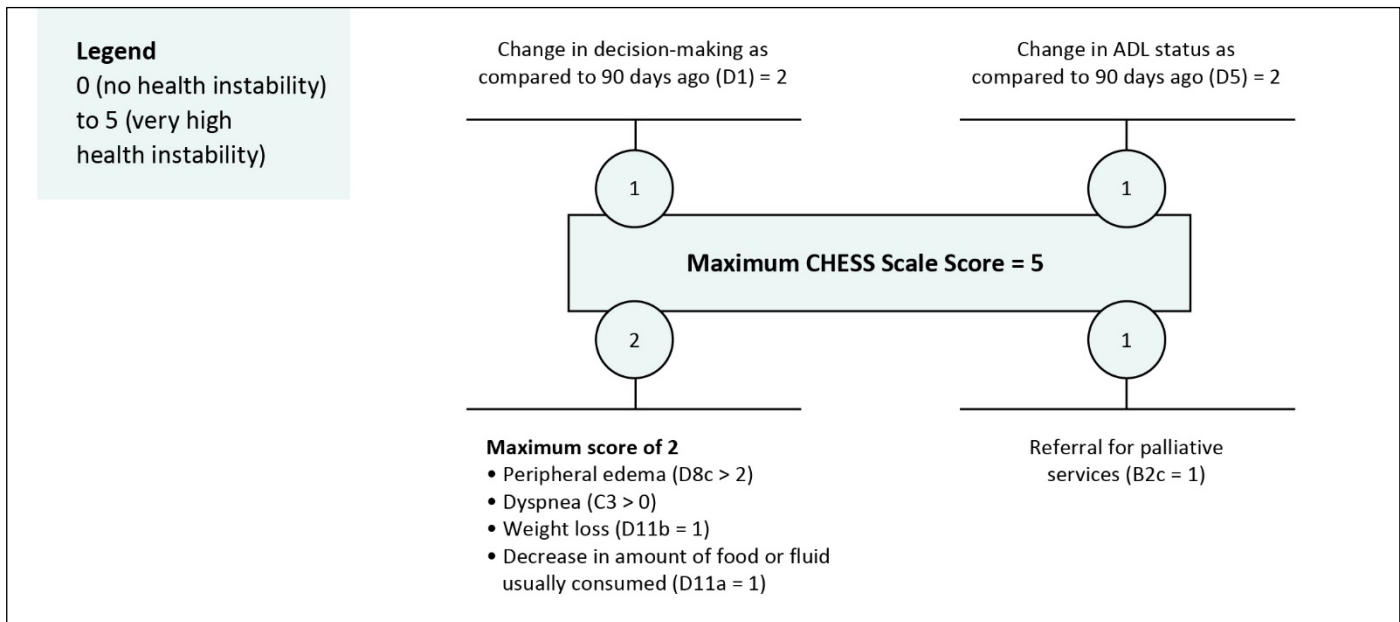 Legend
0 (no health instability)
to 5 (very high
health instability)
Change in decision-making as
compared to 90 days ago (D1) = 2
Change in ADL status as
compared to 90 days ago (D5) = 2
1
1
Maximum CHESS Scale Score = 5
2
1
Maximum score of 2
• Peripheral edema (D8c > 2)
• Dyspnea (C3 > 0)
• Weight loss (D11b = 1)
• Decrease in amount of food or fluid
usually consumed (D11a = 1)
Referral for palliative
services (B2c = 1)